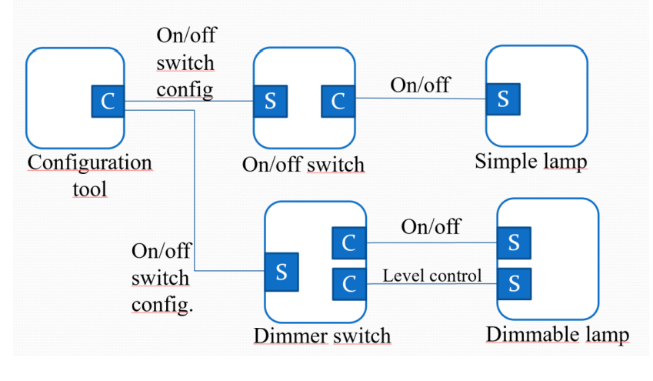 On/off
switch
config
C
S
C
On/off
S
Configuration
tool
On/off switch
Simple lamp
On/off
switch
config.
S
C
On/off
S
C
Level control
S
Dimmer switch
Dimmable lamp